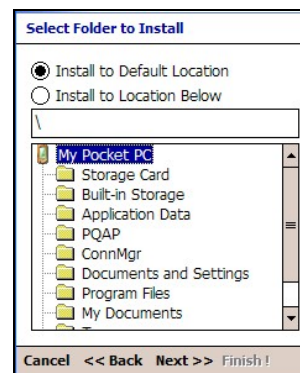 Select Folder to Install
Install to Default Location
Install to Location Below
\
My Pocket PC
Storage Card
Built-in Storage
Application Data
PQAP
ConnMgr
Documents and Settings
Program Files
My Documents
Cancel << Back Next >> Finish !